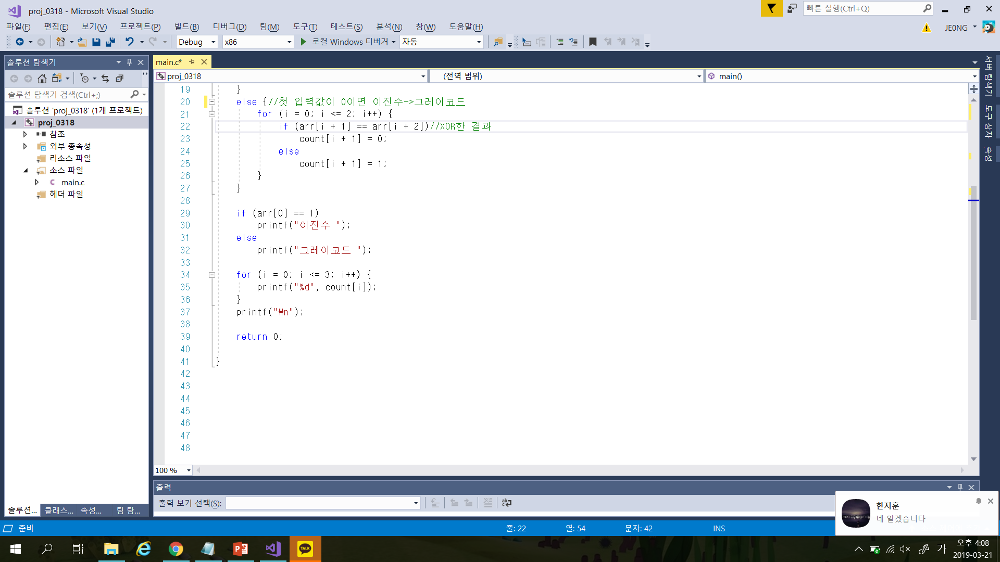 proj_0318 - Microsoft Visual Studio
빠른 실행(Ctrl+Q)
파일(F) 편집(E) 보기(V) 프로젝트(P) 빌드(B) 디버그(D) 팀(M) 도구(T) 테스트(S) 분석(N) 창(W) 도움말(H)
JE0NG
Debug x86 로컬 Windows 디버거 자동
솔루션 탐색기
솔루션 탐색기 검색(Ctrl+;)
솔루션 'proj_0318' (1개 프로젝트)
proj_0318
참조
외부 종속성
리소스 파일
소스 파일
main.c
헤더 파일
솔루션... 클래스... 속성... 팀 탐...
main.c*
proj_0318 (전역 범위) main()
19 }
20 else {//첫 입력값이 0이면 이진수->그레이코드
21 for (i = 0; i <= 2; i++) {
22 if (arr[i + 1] == arr[i + 2])//XOR한 결과
23 count[i + 1] = 0;
24 else
25 count[i + 1] = 1;
26 }
27 }
28
29 if (arr[0] == 1)
30 printf("이진수 ");
31 else
32 printf("그레이코드 ");
33
34 for (i = 0; i <= 3; i++) {
35 printf("%d", count[i]);
36 }
37 printf("₩n");
38
39 return 0;
40
41 }
42
43
44
45
46
47
48
100 %
서버 탐색기
도구 상자
속성
출력
출력 보기 선택(S):
한지훈
네 알겠습니다
준비 줄: 22 열: 54 문자: 42 INS
TALK
가
오후 4:08
2019-03-21